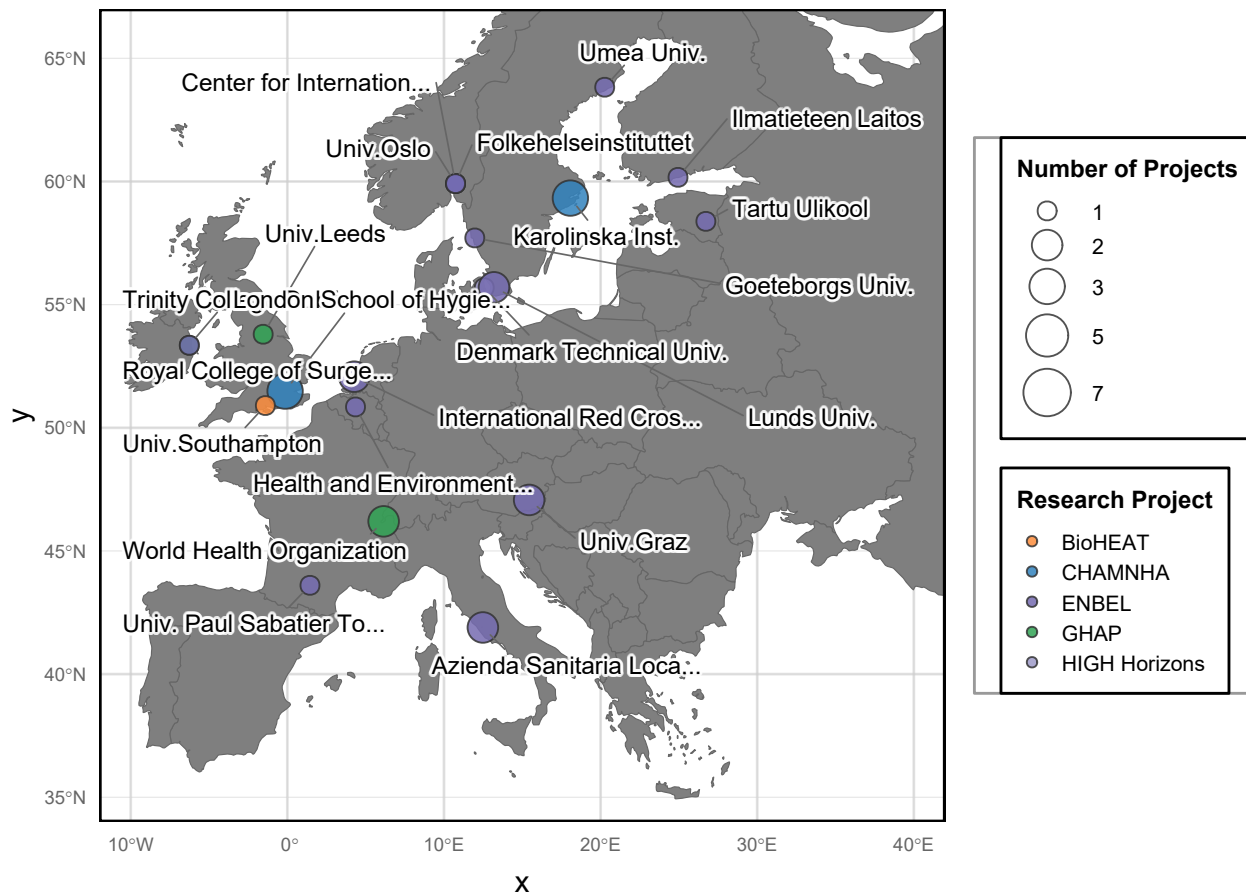 65°N
60°N
55°N
50°N
45°N
40°N
35°N
y
Umea Univ.
Center for Internation...
Ilmatieteen Laitos
Folkehelseinstituttet
Univ.Oslo
Tartu Ulikool
Univ.Leeds
Karolinska Inst.
Goeteborgs Univ.
Trinity Col
London School of Hygie...
Denmark Technical Univ.
Royal College of Surge...
International Red Cros...
Lunds Univ.
Univ.Southampton
Health and Environment...
Univ.Graz
World Health Organization
Univ. Paul Sabatier To...
Azienda Sanitaria Loca...
10°W
0°
10°E
20°E
30°E
40°E
x
Number of Projects
1
2
3
5
7
Research Project
BioHEAT
CHAMNHA
ENBEL
GHAP
HIGH Horizons